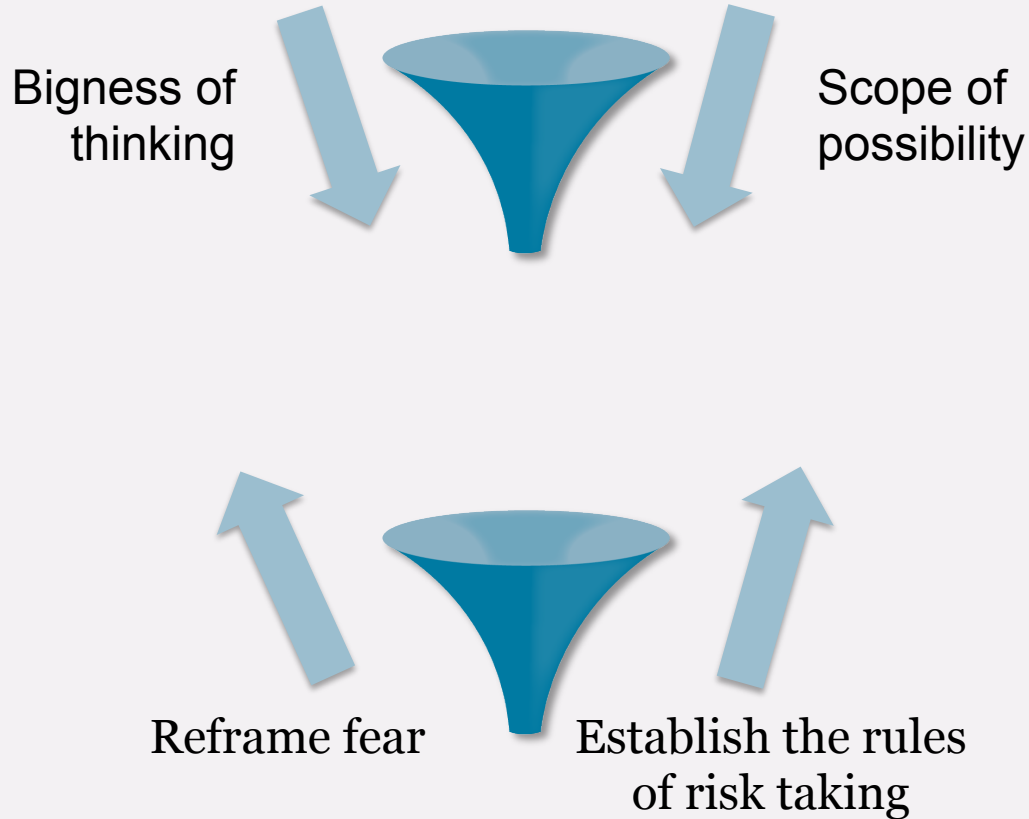 Bigness of
thinking
Scope of
possibility
Reframe fear
Establish the rules
of risk taking